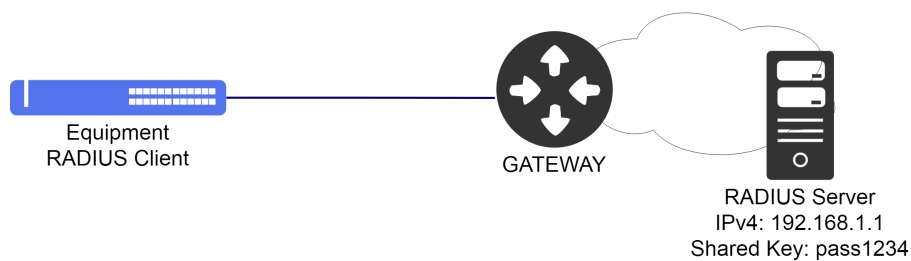 Equipment
RADIUS Client
GATEWAY
RADIUS Server
IPv4: 192.168.1.1
Shared Key: pass1234